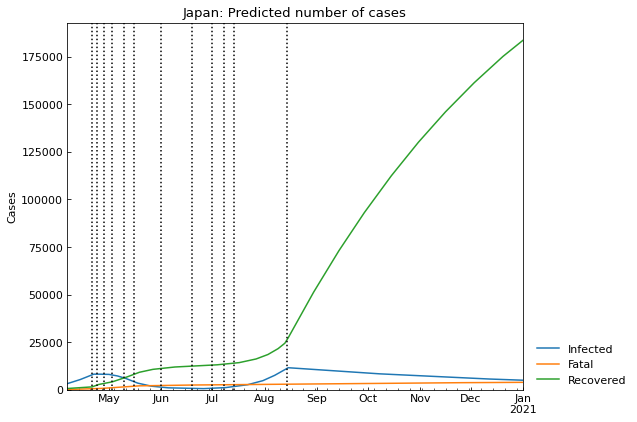 Japan: Predicted number of cases
Cases
175000
150000
125000
100000
75000
50000
25000
0
May Jun Jul Aug Sep Oct Nov Dec Jan
2021
Infected
Fatal
Recovered